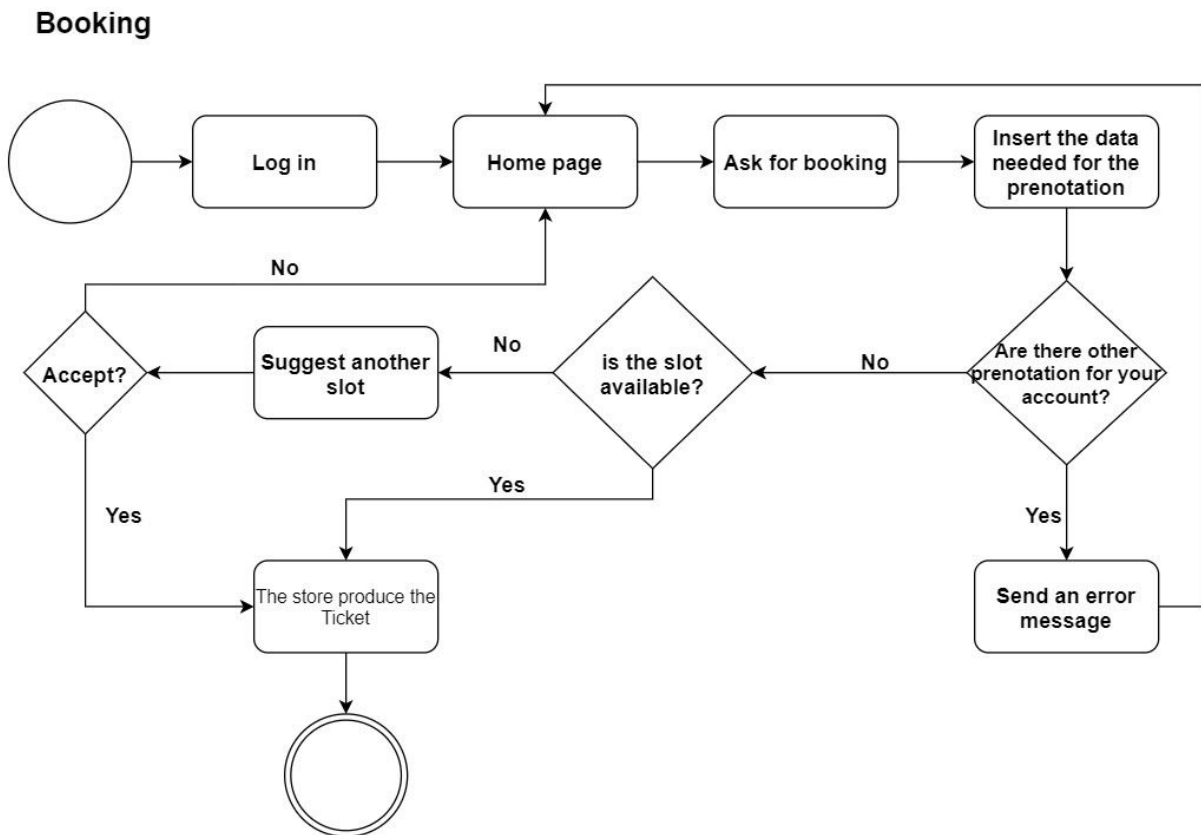 Booking
Log in
Home page
Ask for booking
Insert the data
needed for the
prenotation
No
Accept?
Suggest another
slot
No
is the slot
available?
No
Are there other
prenotation for your
account?
Yes
Yes
Yes
The store produce the
Ticket
Send an error
message